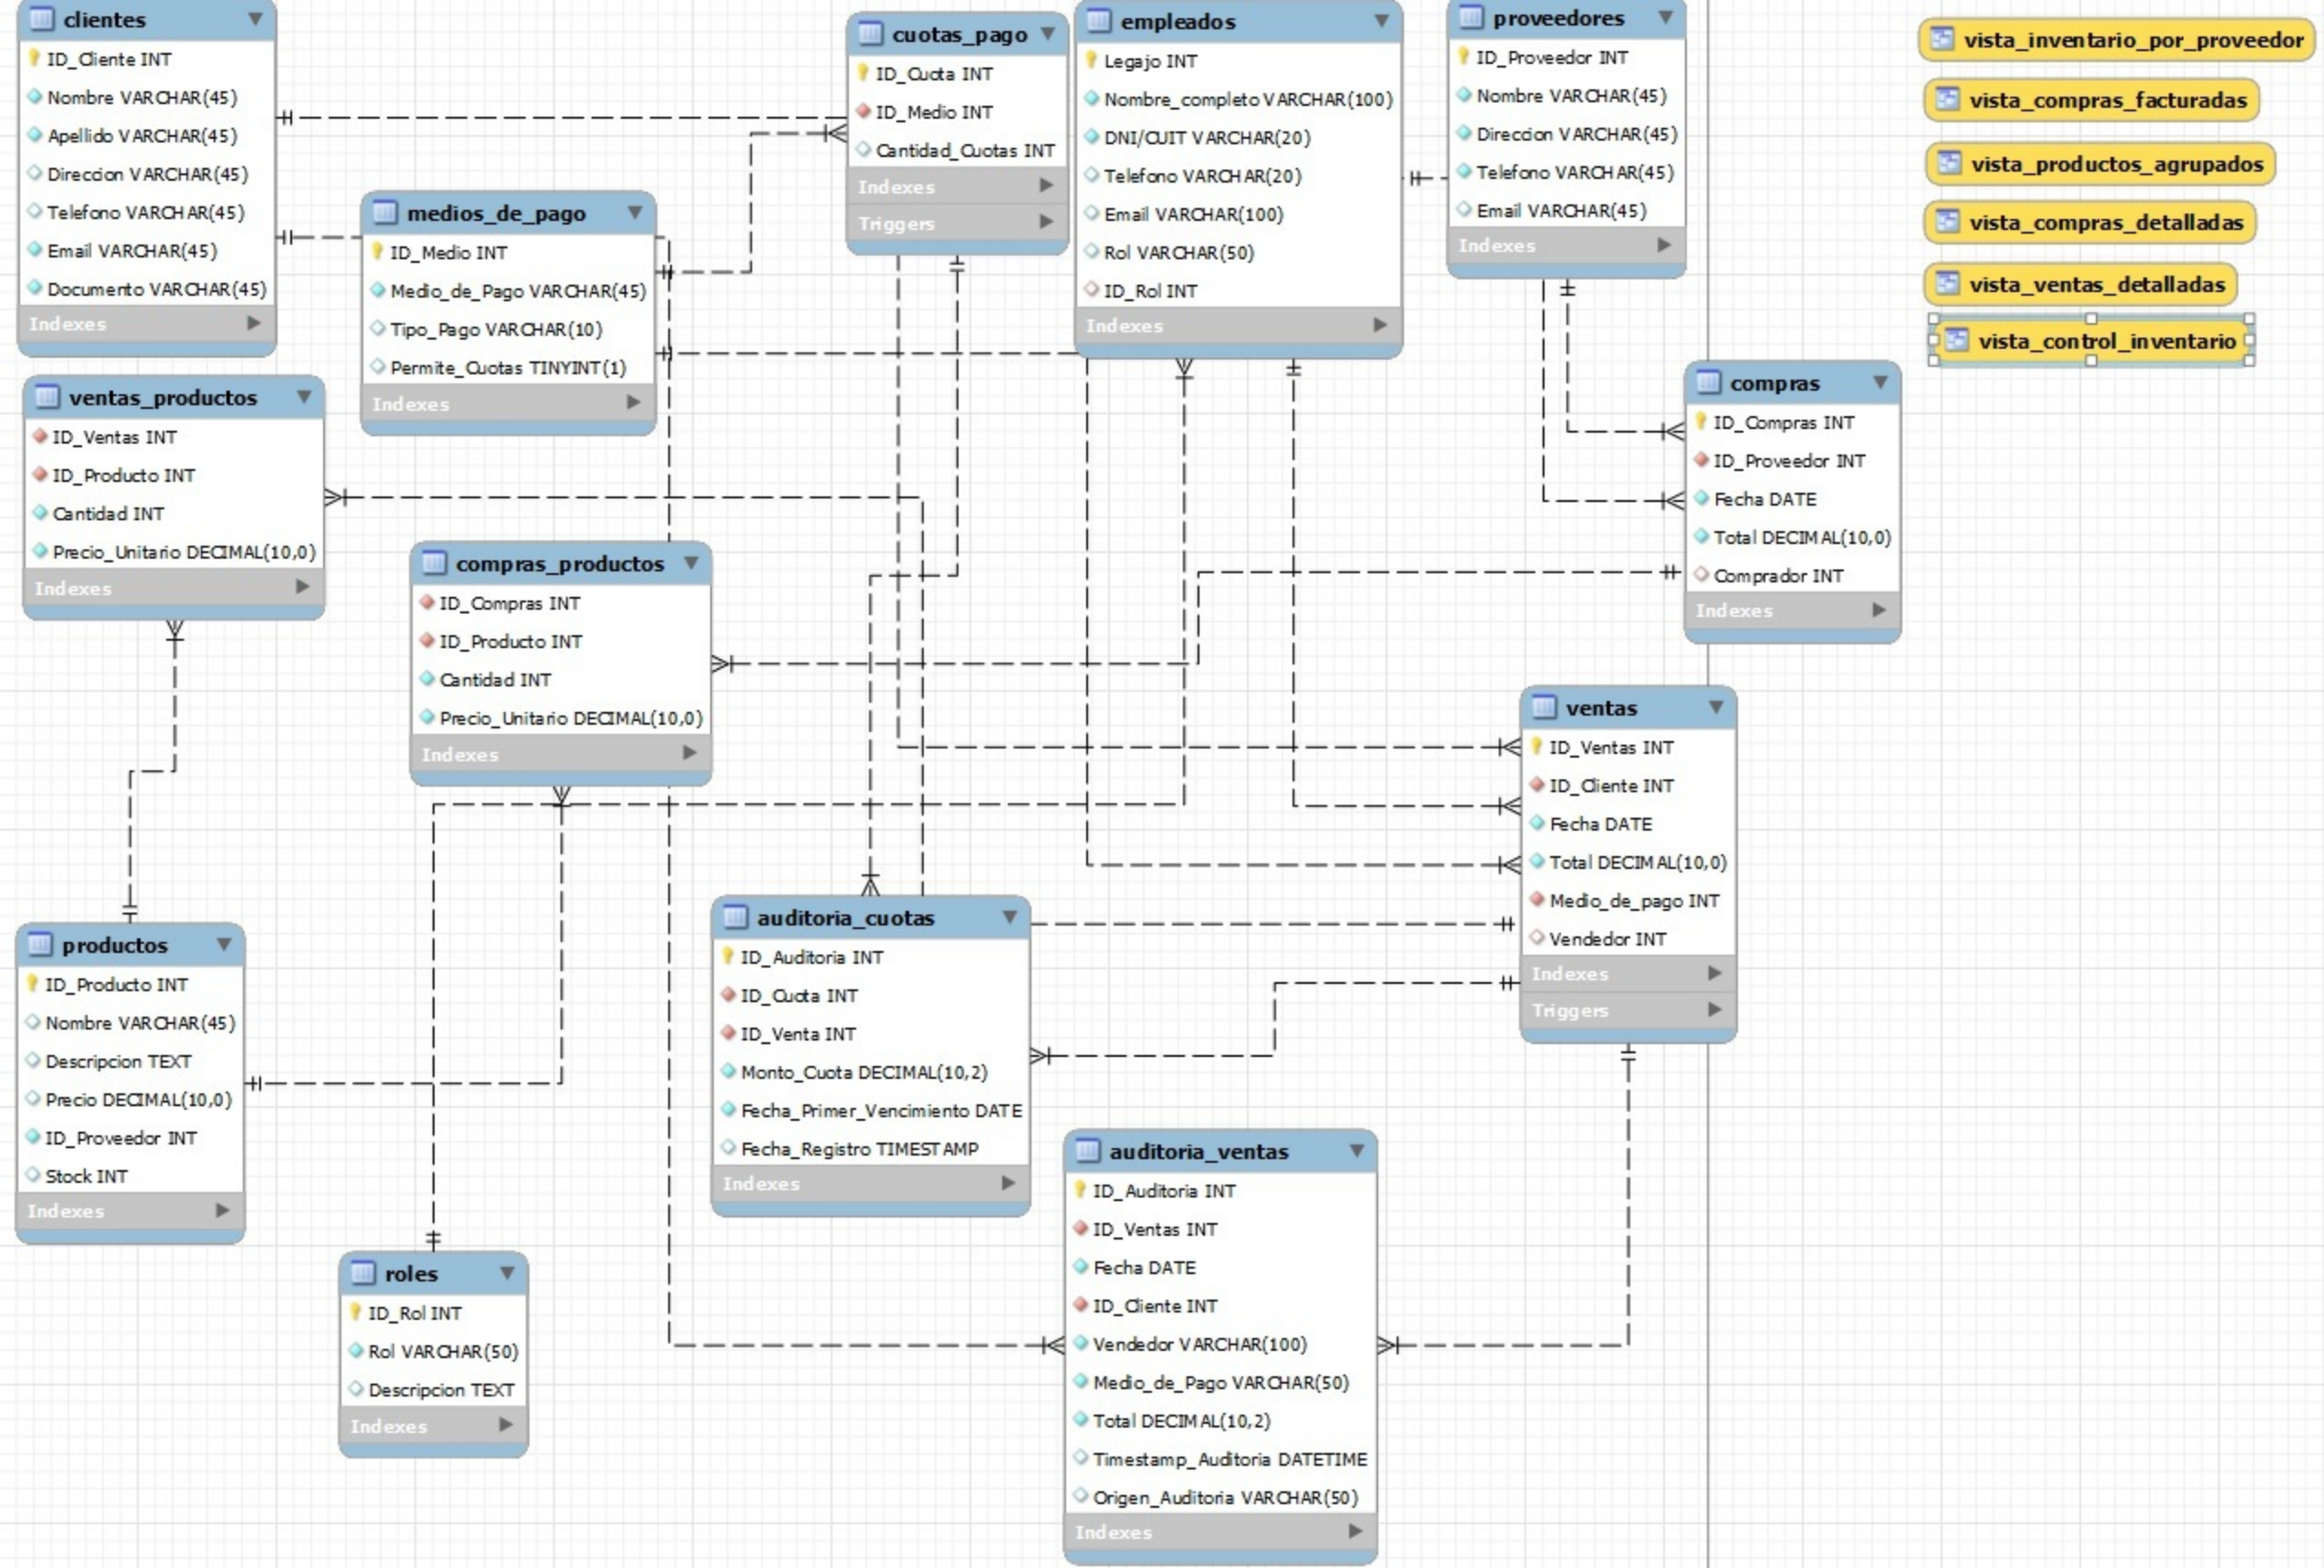 clientes
ID_Cliente INT
Nombre VARCHAR(45)
Apellido VARCHAR(45)
Direccion VARCHAR(45)
Telefono VARCHAR(45)
Email VARCHAR(45)
Documento VARCHAR(45)
Indexes
medios_de_pago
ID_Medio INT
Medio_de_Pago VARCHAR(45)
Tipo_Pago VARCHAR(10)
Permite_Cuotas TINYINT(1)
Indexes
cuotas_pago
ID_Cuota INT
ID_Medio INT
Cantidad_Cuotas INT
Indexes
Triggers
empleados
Legajo INT
Nombre_completo VARCHAR(100)
DNI/CUIT VARCHAR(20)
Telefono VARCHAR(20)
Email VARCHAR(100)
Rol VARCHAR(50)
ID_Rol INT
Indexes
proveedores
ID_Proveedor INT
Nombre VARCHAR(45)
Direccion VARCHAR(45)
Telefono VARCHAR(45)
Email VARCHAR(45)
Indexes
vista_inventario_por_proveedor
vista_compras_facturadas
vista_productos_agrupados
vista_compras_detalladas
vista_ventas_detalladas
vista_control_inventario
ventas_productos
ID_Ventas INT
ID_Producto INT
Cantidad INT
Precio_Unitario DECIMAL(10,0)
Indexes
compras_productos
ID_Compras INT
ID_Producto INT
Cantidad INT
Precio_Unitario DECIMAL(10,0)
Indexes
compras
ID_Compras INT
ID_Proveedor INT
Fecha DATE
Total DECIMAL(10,0)
Comprador INT
Indexes
ventas
ID_Ventas INT
ID_Cliente INT
Fecha DATE
Total DECIMAL(10,0)
Medio_de_pago INT
Vendedor INT
Indexes
Triggers
productos
ID_Producto INT
Nombre VARCHAR(45)
Descripcion TEXT
Precio DECIMAL(10,0)
ID_Proveedor INT
Stock INT
Indexes
auditoria_cuotas
ID_Auditoria INT
ID_Cuota INT
ID_Venta INT
Monto_Cuota DECIMAL(10,2)
Fecha_Primer_Vencimiento DATE
Fecha_Registro TIMESTAMP
Indexes
roles
ID_Rol INT
Rol VARCHAR(50)
Descripcion TEXT
Indexes
auditoria_ventas
ID_Auditoria INT
ID_Ventas INT
Fecha DATE
ID_Cliente INT
Vendedor VARCHAR(100)
Medio_de_Pago VARCHAR(50)
Total DECIMAL(10,2)
Timestamp_Auditoria DATETIME
Origen_Auditoria VARCHAR(50)
Indexes